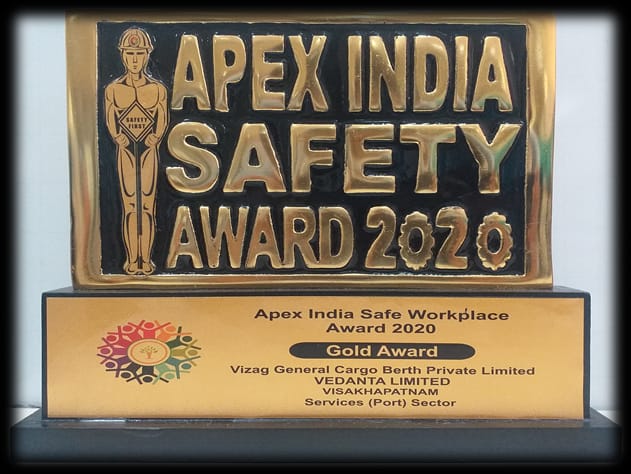 APEX INDIA
SAFETY
AWARD 2020
SAFETY
FIRST
Apex India Safe Workplace
Award 2020
Gold Award
Vizag General Cargo Berth Private Limited
VEDANTA LIMITED
VISAKHAPATNAM
Services (Port) Sector